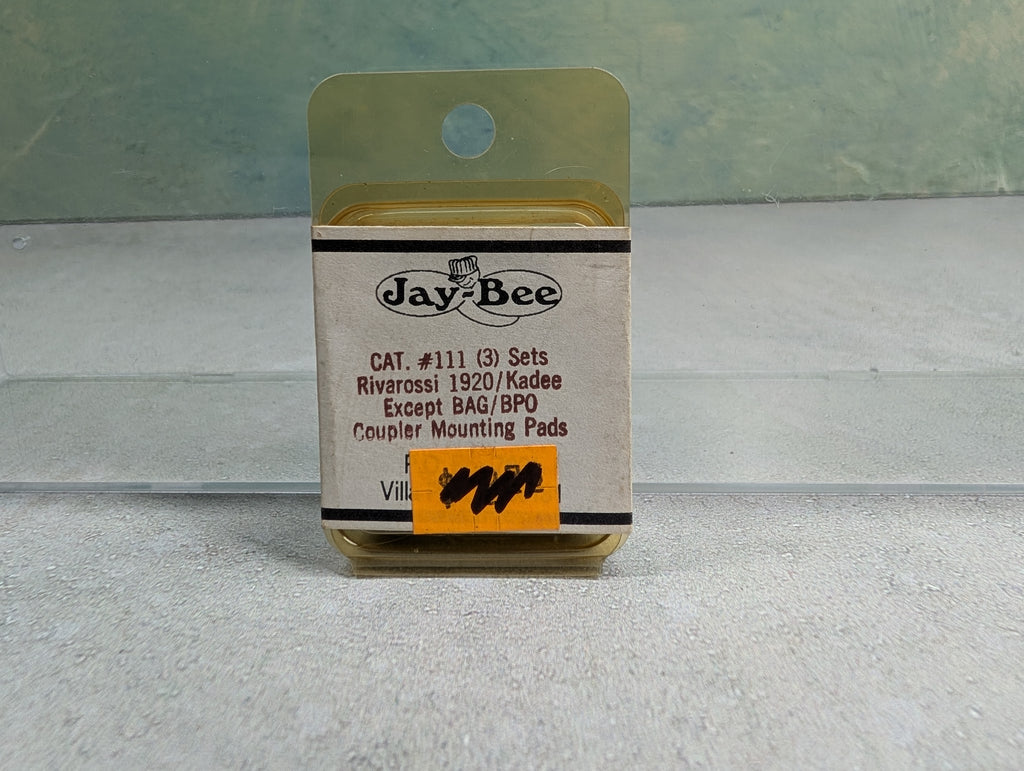 Jay-Bee
CAT. #111 (3) Sets
Rivarossi 1920/Kadee
Except BAG/BPO
Coupler Mounting Pads